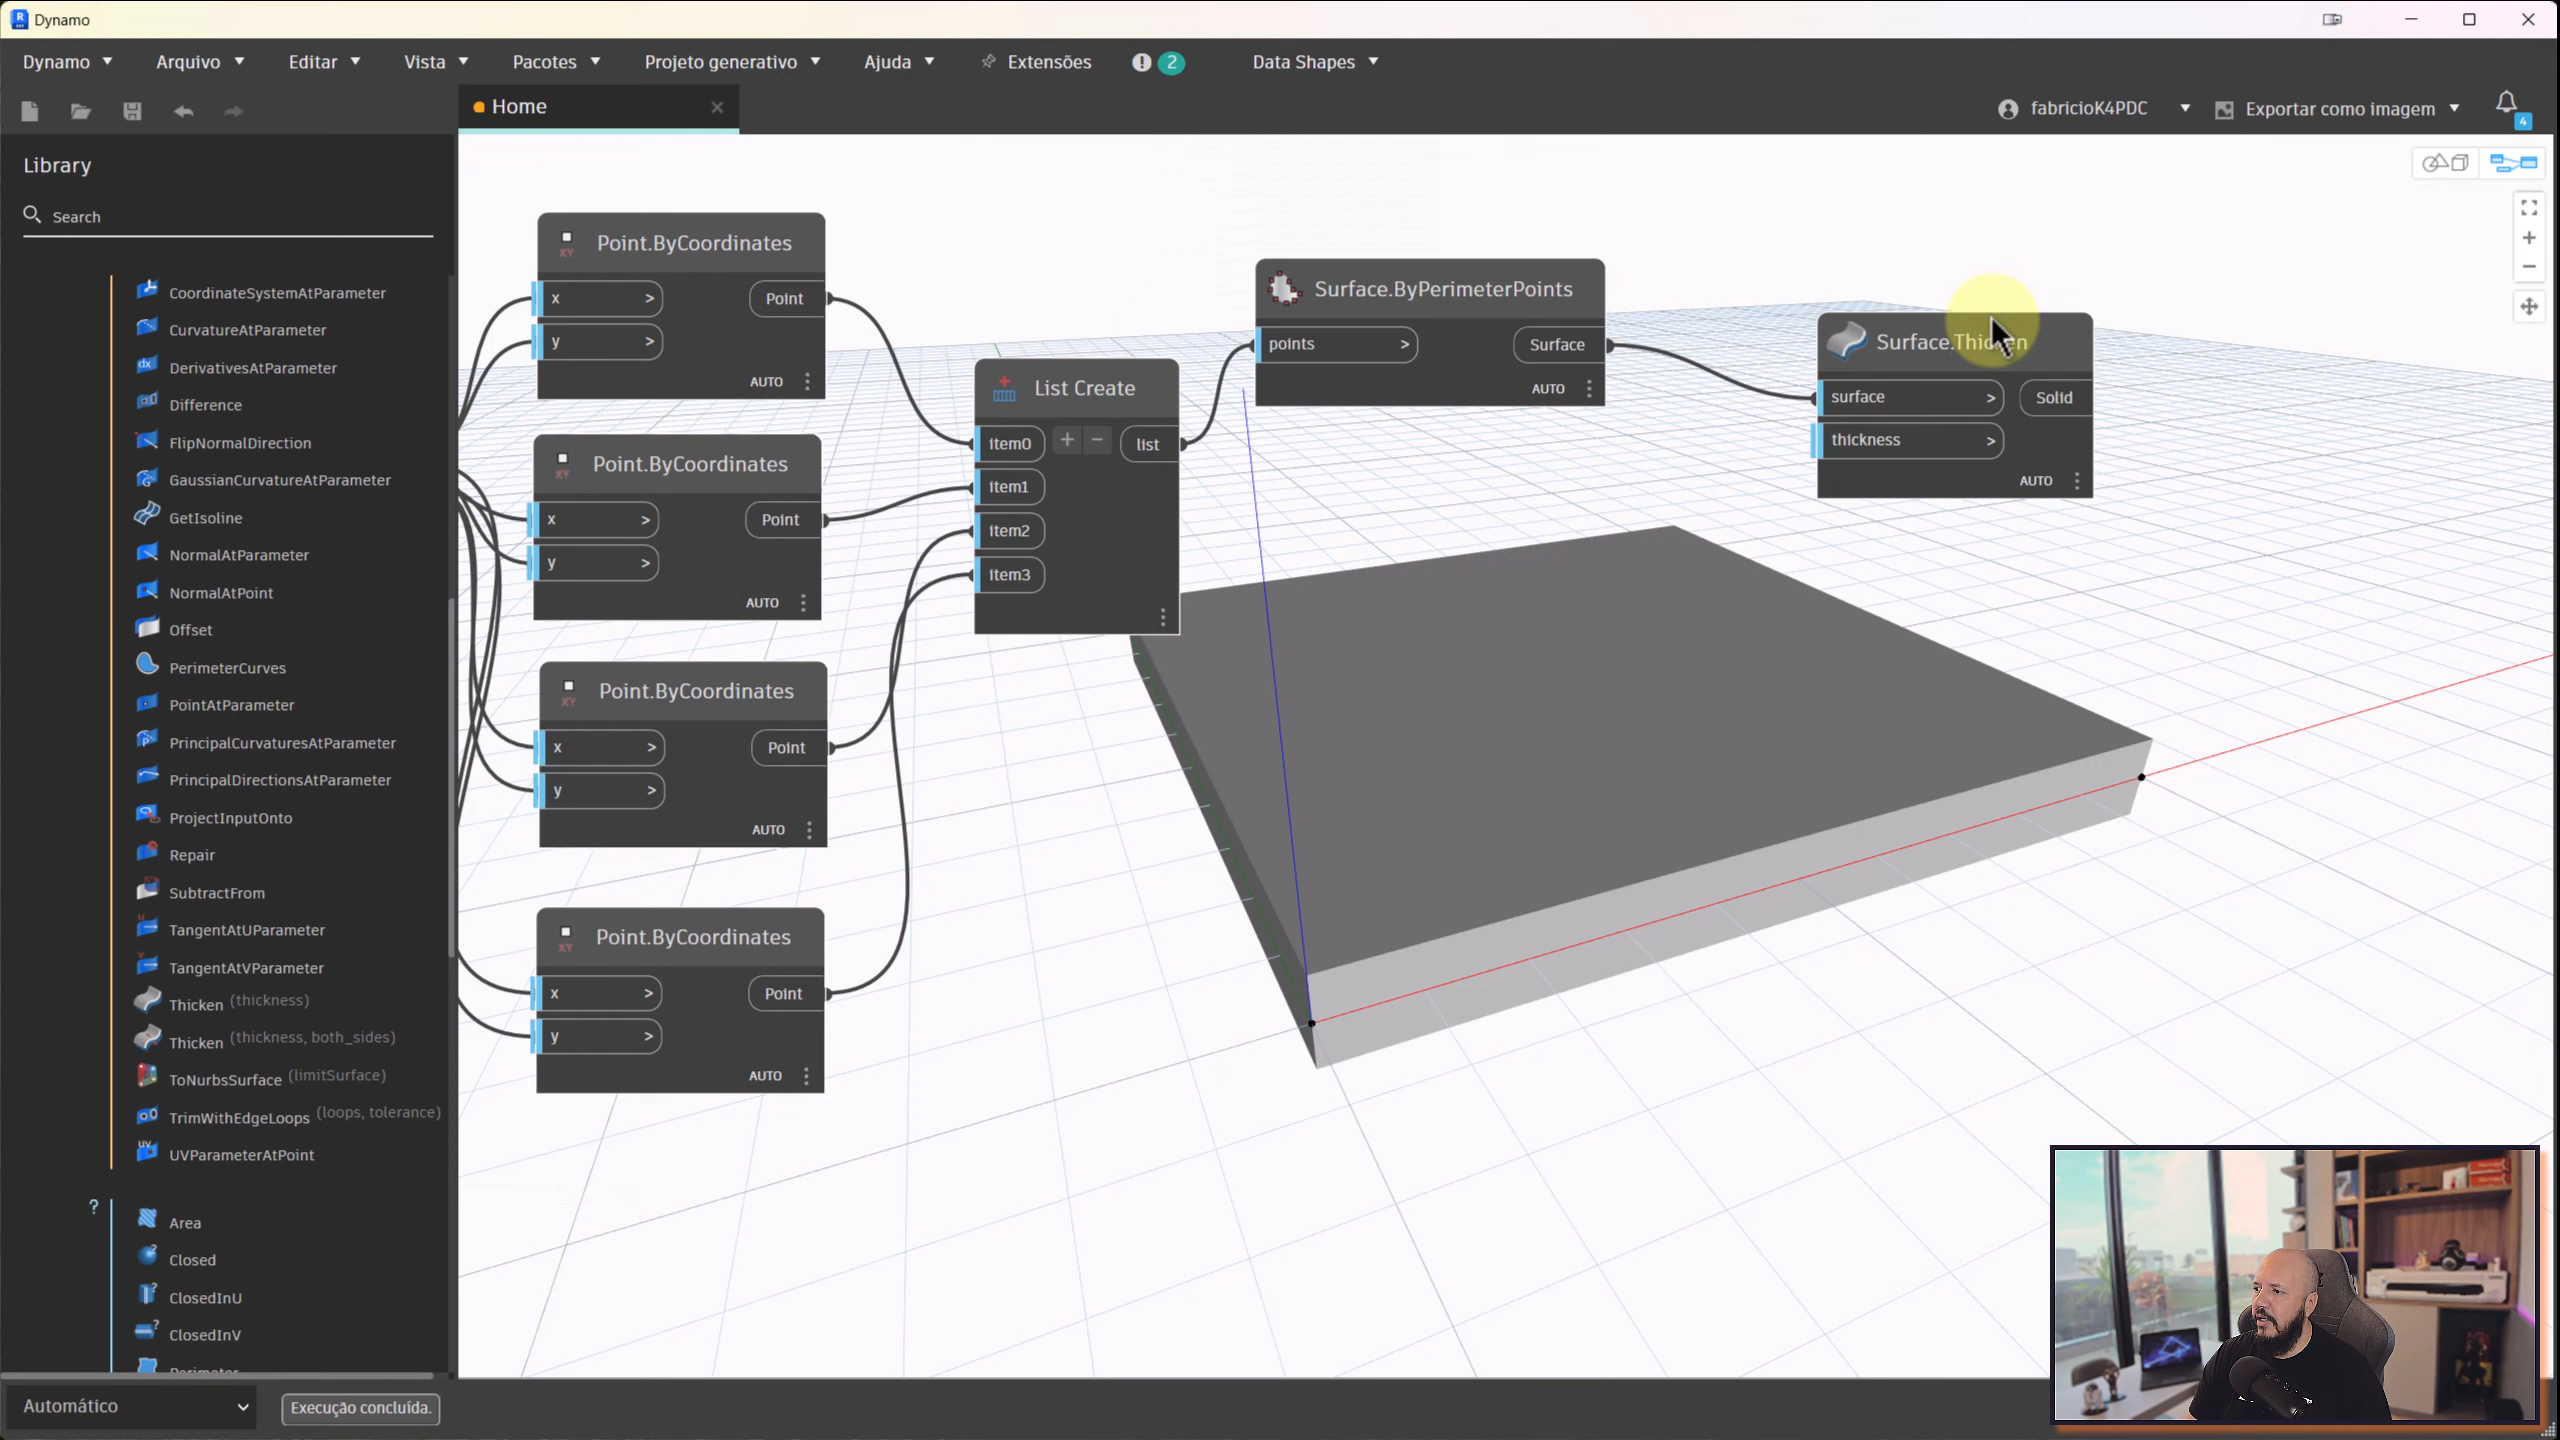 Dynamo
Dynamo Arquivo Editar Vista Pacotes Projeto generativo Ajuda Extensões 2 Data Shapes
Home
fabricioK4PDC Exportar como imagem 4
Library
Search
CoordinateSystemAtParameter
CurvatureAtParameter
DerivativesAtParameter
Difference
FlipNormalDirection
GaussianCurvatureAtParameter
GetIsoline
NormalAtParameter
NormalAtPoint
Offset
PerimeterCurves
PointAtParameter
PrincipalCurvaturesAtParameter
PrincipalDirectionsAtParameter
ProjectInputOnto
Repair
SubtractFrom
TangentAtUParameter
TangentAtVParameter
Thicken (thickness)
Thicken (thickness, both_sides)
ToNurbsSurface (limitSurface)
TrimWithEdgeLoops (loops, tolerance)
UVParameterAtPoint
?
Area
Closed
ClosedInU
ClosedInV
Perimeter
Automático
Execução concluída.
Point.ByCoordinates
x > Point
y >
AUTO
Point.ByCoordinates
x > Point
y >
AUTO
Point.ByCoordinates
x > Point
y >
AUTO
Point.ByCoordinates
x > Point
y >
AUTO
List Create
item0 + - list
item1
item2
item3
Surface.ByPerimeterPoints
points > Surface
AUTO
Surface.Thicken
surface > Solid
thickness >
AUTO